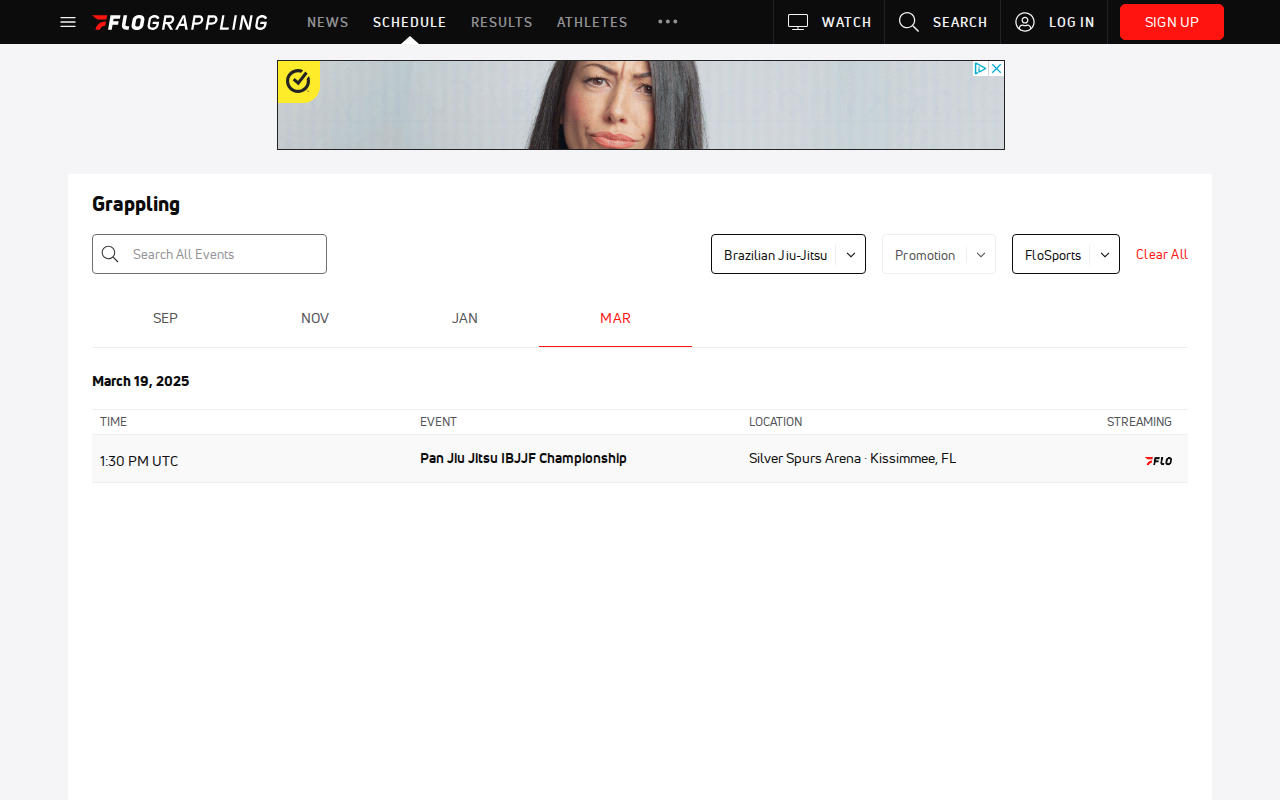 FLOGRAPPLING NEWS SCHEDULE RESULTS ATHLETES WATCH SEARCH LOG IN SIGN UP
Grappling
Search All Events Brazilian Jiu-Jitsu Promotion FloSports Clear All
SEP NOV JAN MAR
March 19, 2025
TIME EVENT LOCATION STREAMING
1:30 PM UTC Pan Jiu Jitsu IBJJF Championship Silver Spurs Arena · Kissimmee, FL FLO